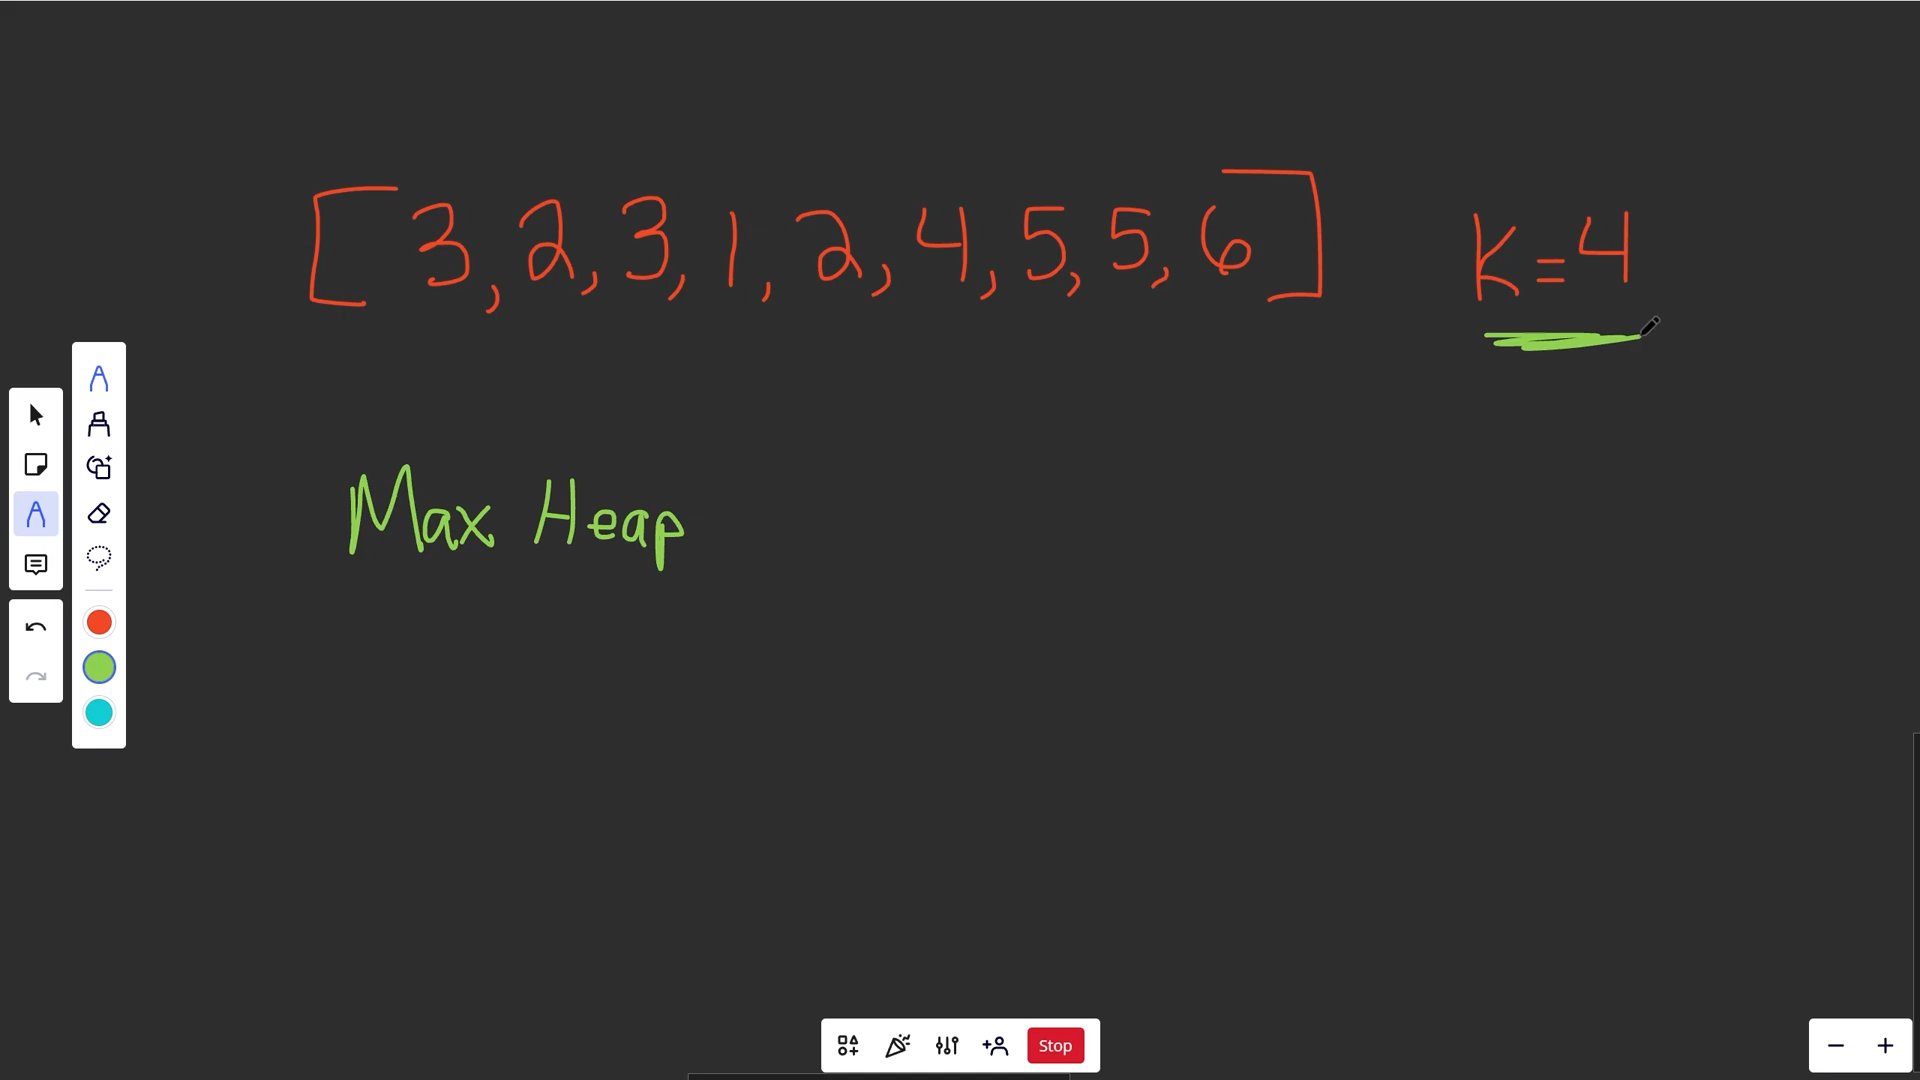 [3, 2, 3, 1, 2, 4, 5, 5, 6] K=4
Max Heap
Stop